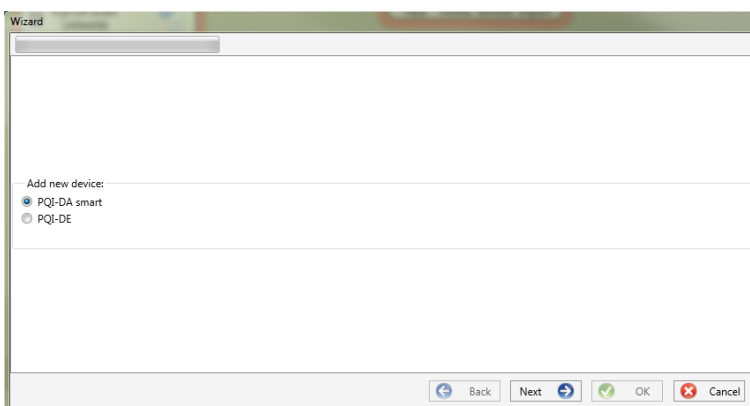 Wizard
Add new device:
PQI-DA smart
PQI-DE
Back Next OK Cancel